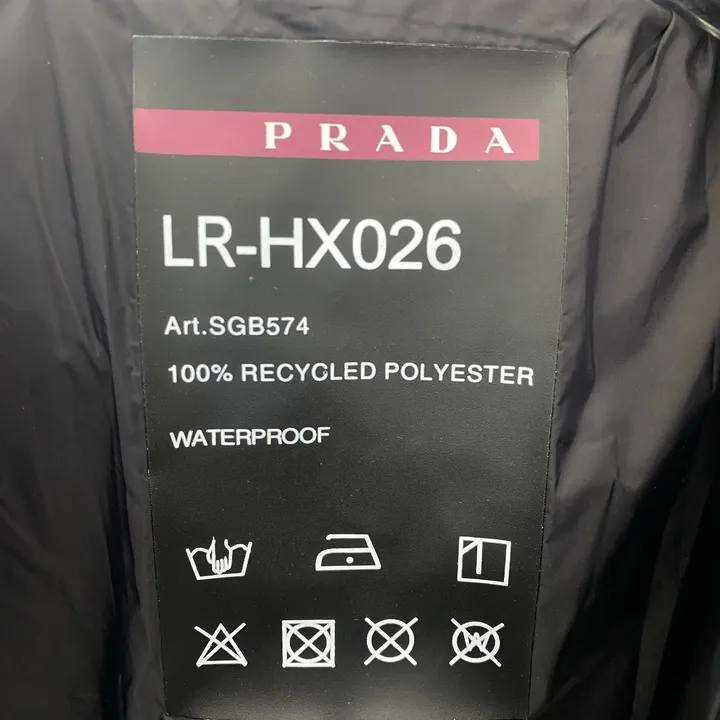 PRADA
LR-HX026
Art.SGB574
100% RECYCLED POLYESTER
WATERPROOF
W